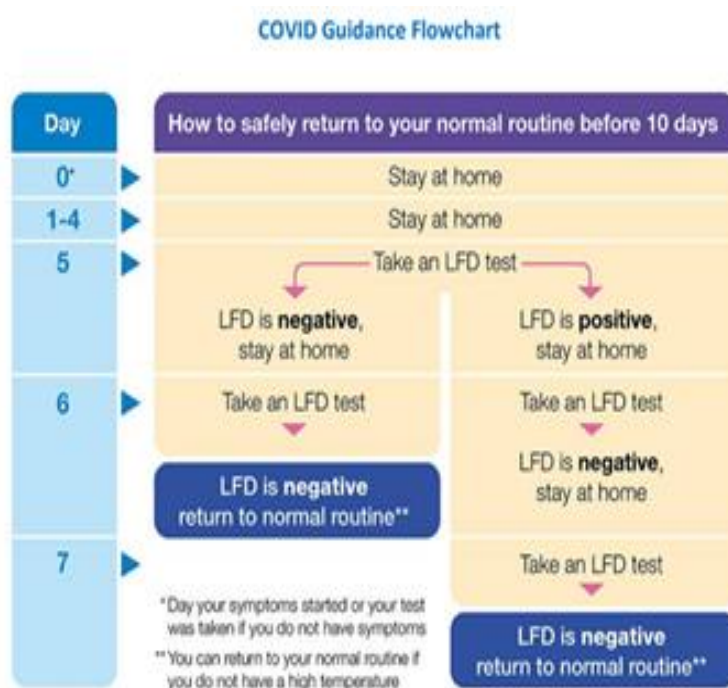 COVID Guidance Flowchart
Day
How to safely return to your normal routine before 10 days
0*
Stay at home
1-4
Stay at home
5
Take an LFD test
LFD is negative,
stay at home
LFD is positive,
stay at home
6
Take an LFD test
LFD is negative
return to normal routine**
Take an LFD test
LFD is negative,
stay at home
7
Take an LFD test
LFD is negative
return to normal routine**
* Day your symptoms started or your test
was taken if you do not have symptoms
** You can return to your normal routine if
you do not have a high temperature